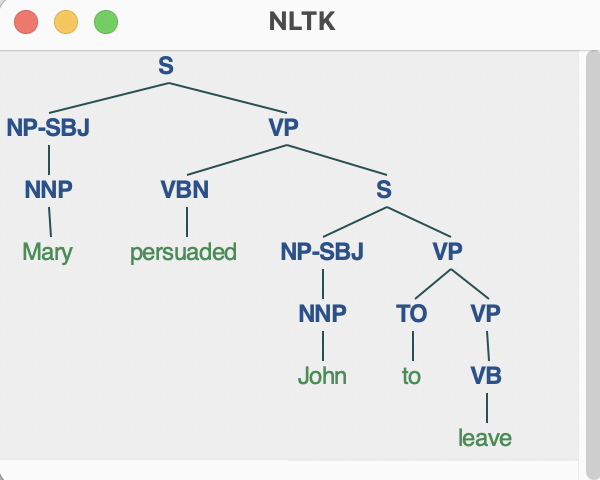 NLTK
S
NP-SBJ VP
NNP VBN S
Mary persuaded NP-SBJ VP
NNP TO VP
John to VB
leave